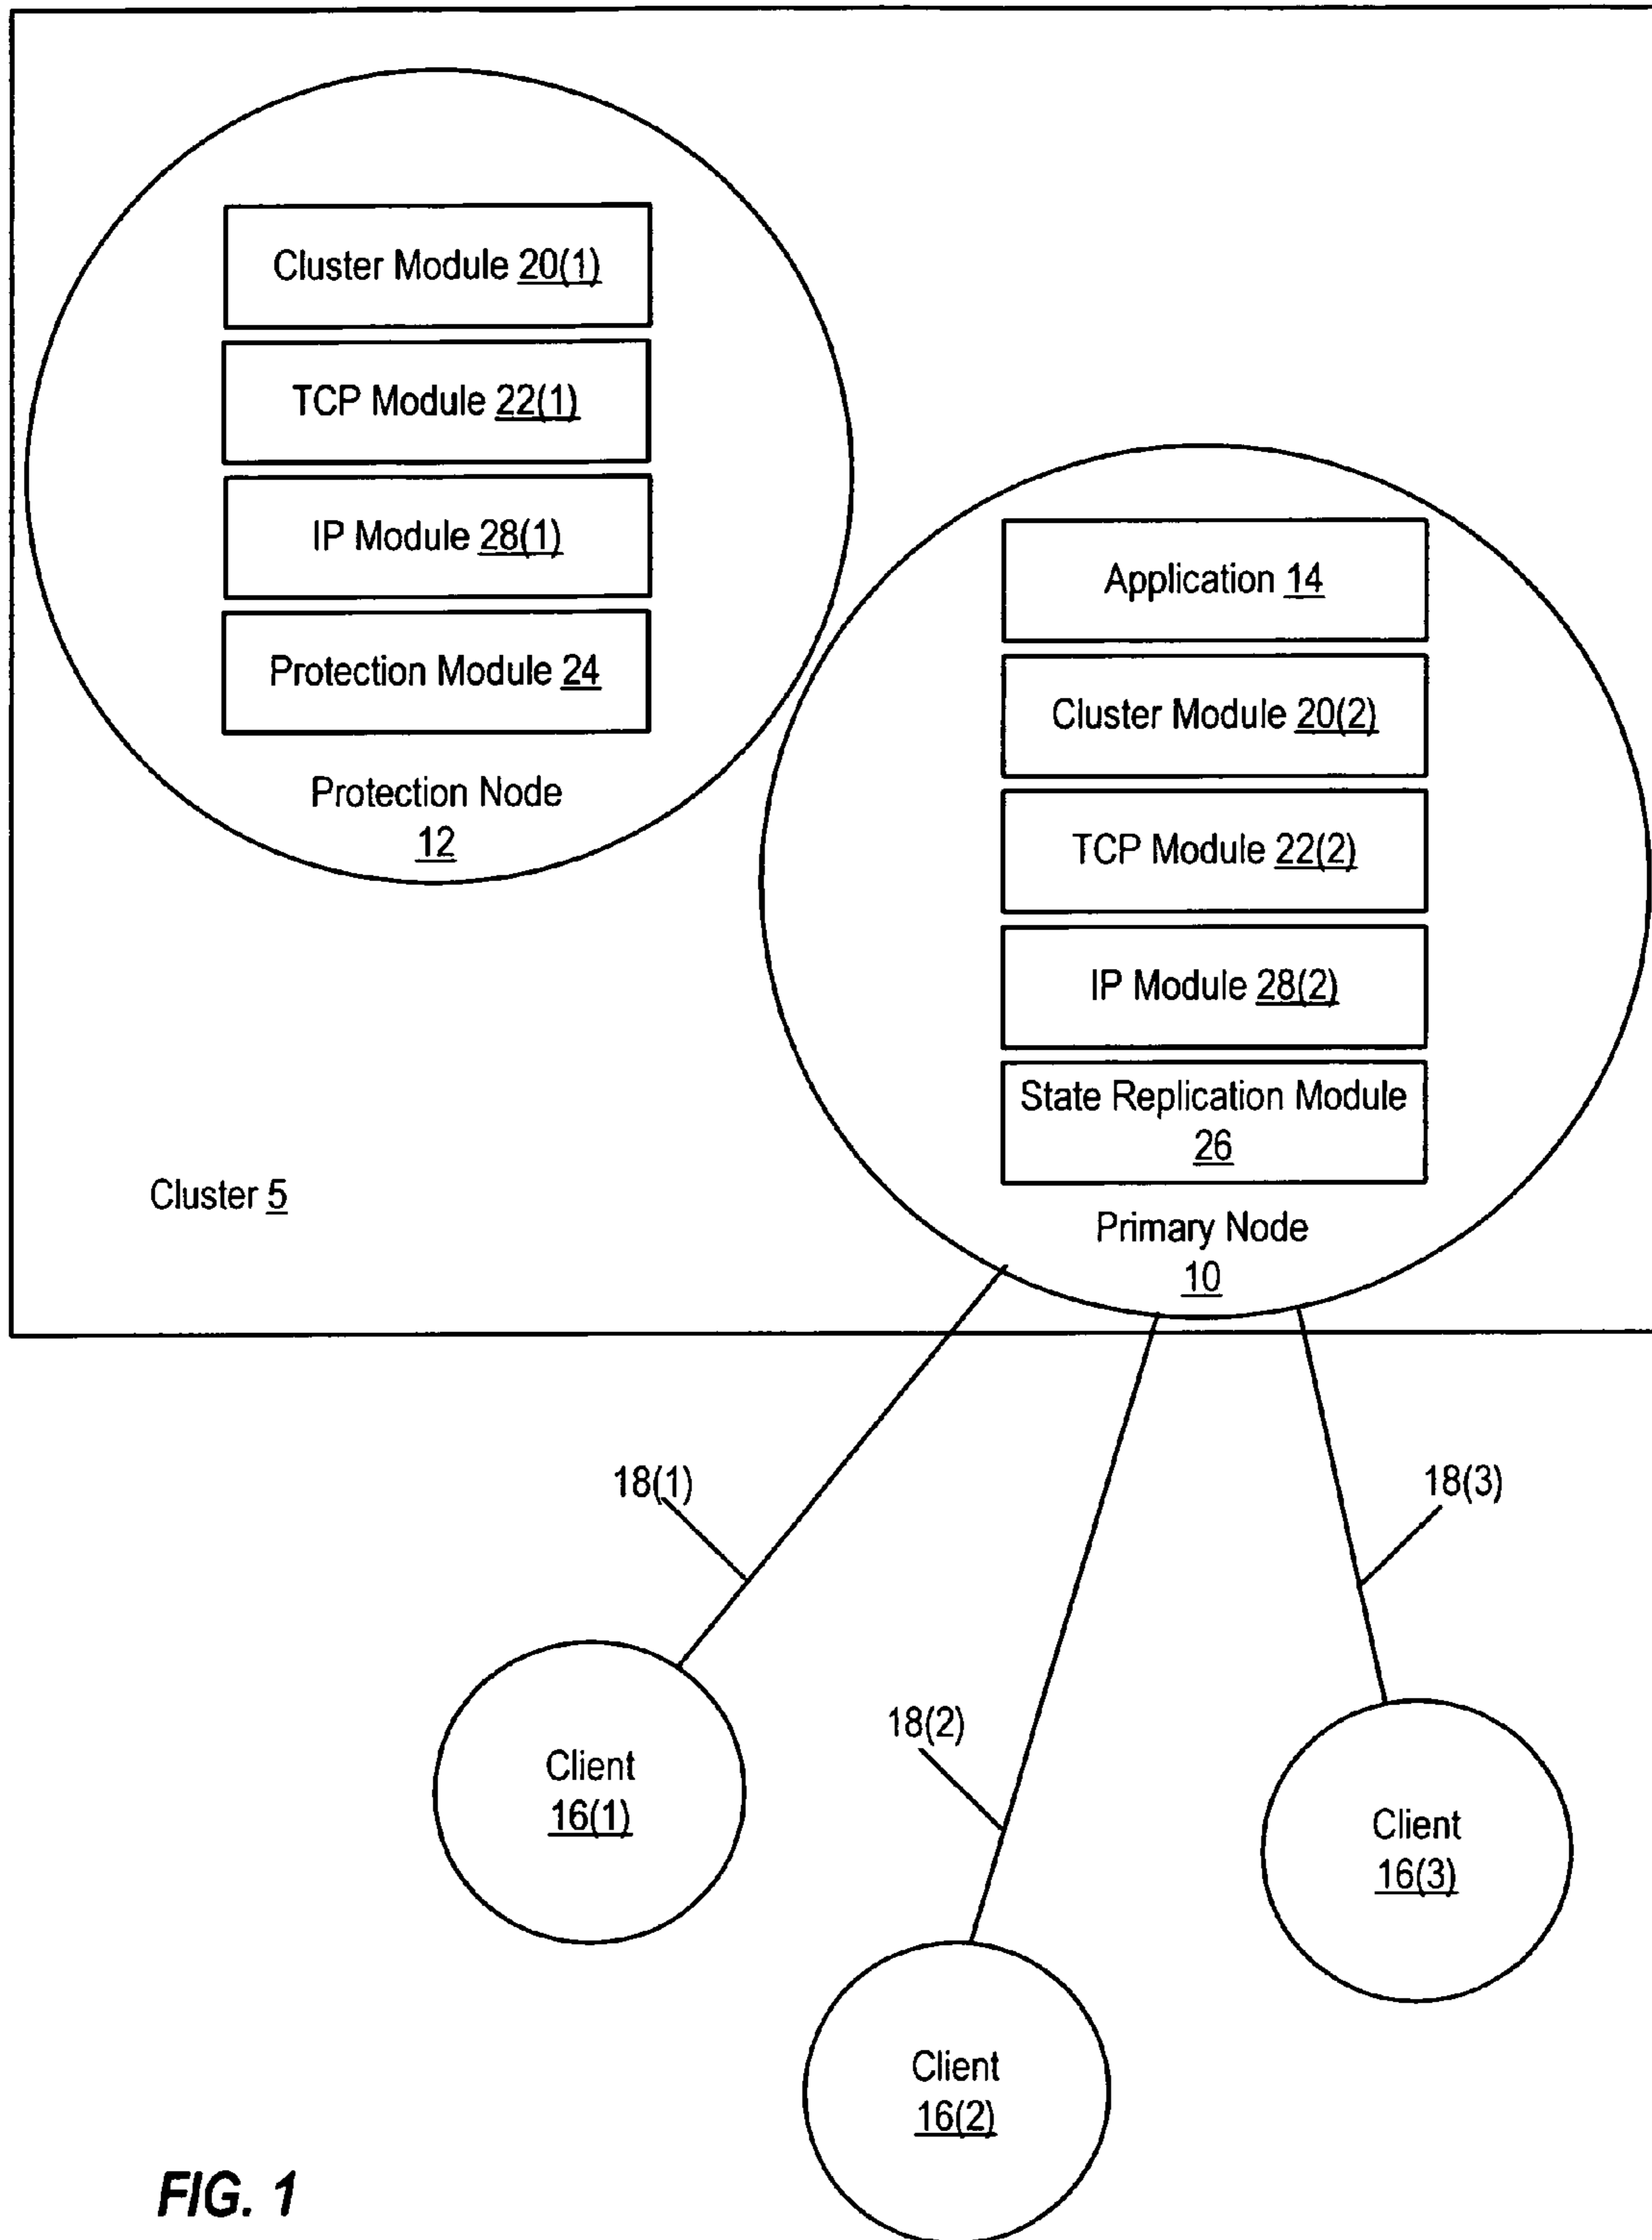 Cluster Module 20(1)
TCP Module 22(1)
IP Module 28(1)
Protection Module 24
Protection Node
12
Application 14
Cluster Module 20(2)
TCP Module 22(2)
IP Module 28(2)
State Replication Module
26
Primary Node
10
Cluster 5
18(1)
18(3)
18(2)
Client
16(1)
Client
16(3)
Client
16(2)
FIG. 1